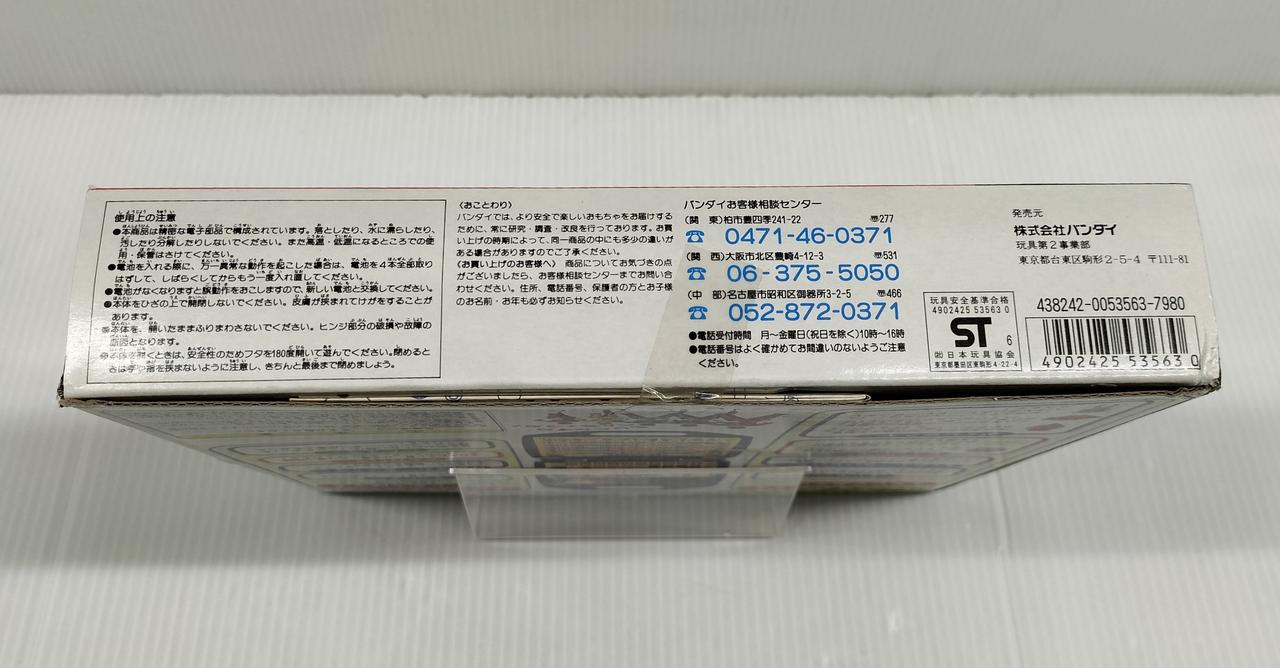 使用上の注意
●本商品は精密な電子部品で構成されています。落としたり、水に濡らしたり、
汚したり分解したりしないでください。また高温・低温になるところでの使
用・保管はさけてください。
●電池を入れる際に、万一異常な動作を起こした場合は、電池を4本全部取り
はずして、しばらくしてからもう一度入れ直してください。
●電池がなくなりますと誤動作をおこしますので、新しい電池と交換してください。
●本体をひざの上で開閉しないでください。皮膚が挟まれてけがをすることが
あります。
●本体を、開いたままふりまわさないでください。ヒンジ部分の破損や故障の
原因となります。
●本体を開くときは、安全性のためフタを180度開いて遊んでください。閉めると
きは手や指を挟まないように注意し、きちんと最後まで閉めましょう。
〈おことわり〉
バンダイでは、より安全で楽しいおもちゃをお届けする
ために、常に研究・調査・改良を行っております。お買
い上げの時期によって、同一商品の中にも多少の違いが
ある場合がありますのでご了承ください。
〈お買い上げのお客様へ〉 商品についてお気づきの点
がございましたら、お客様相談センターまでお問い合
わせください。住所、電話番号、保護者の方とお子様
のお名前・お年も必ずお知らせください。
バンダイお客様相談センター
(関 東)柏市豊四季241-22 〠277
☎ 0471-46-0371
(関 西)大阪市北区豊崎4-12-3 〠531
☎ 06-375-5050
(中 部)名古屋市昭和区御器所3-2-5 〠466
☎ 052-872-0371
●電話受付時間 月〜金曜日(祝日を除く)10時〜16時
●電話番号はよく確かめてお間違いのないようご注意
ください。
発売元
株式会社バンダイ
玩具第2事業部
東京都台東区駒形2-5-4 〒111-81
玩具安全基準合格
4902425 53563 0
ST 6
㈳日本玩具協会
東京都墨田区東駒形4-22-4
438242-0053563-7980
4902425 535630